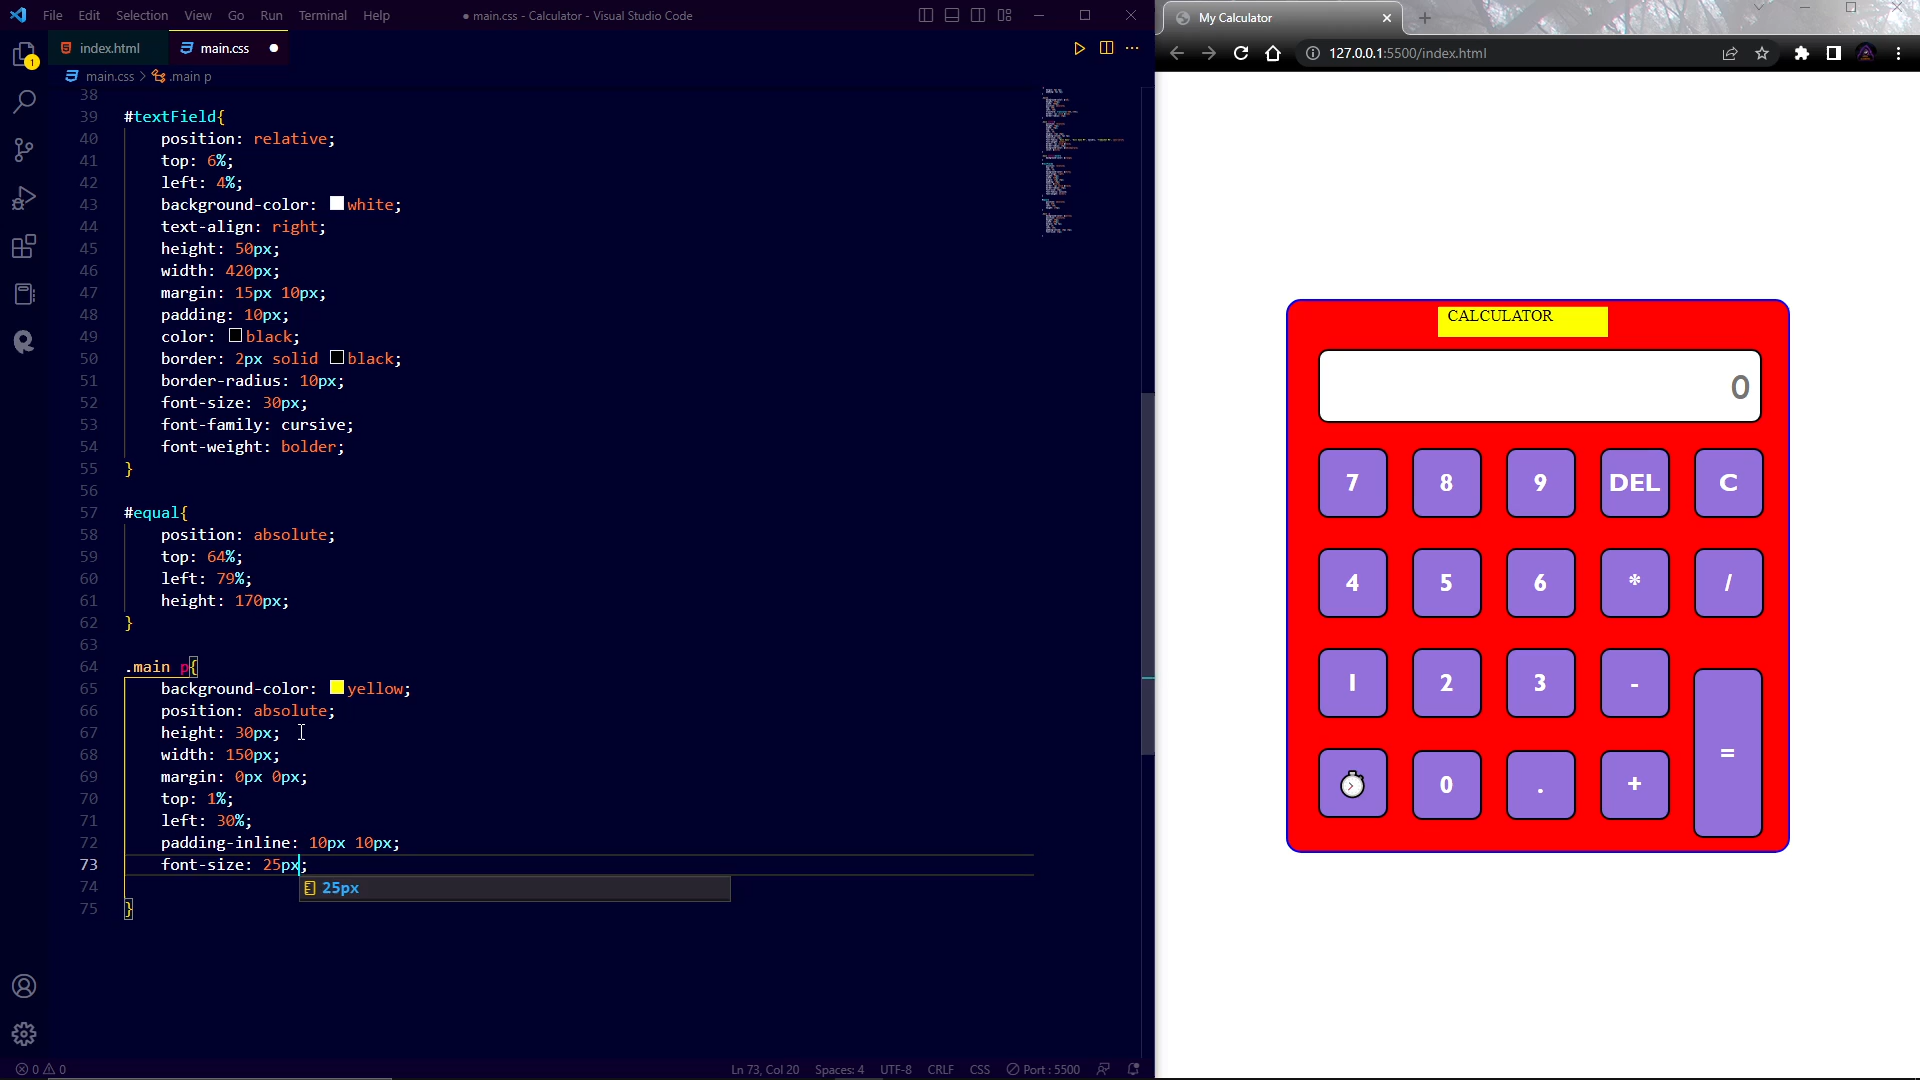 File Edit Selection View Go Run Terminal Help
● main.css - Calculator - Visual Studio Code
index.html
main.css ●
main.css > .main p
1
38
39 #textField{
40 position: relative;
41 top: 6%;
42 left: 4%;
43 background-color: white;
44 text-align: right;
45 height: 50px;
46 width: 420px;
47 margin: 15px 10px;
48 padding: 10px;
49 color: black;
50 border: 2px solid black;
51 border-radius: 10px;
52 font-size: 30px;
53 font-family: cursive;
54 font-weight: bolder;
55 }
56
57 #equal{
58 position: absolute;
59 top: 64%;
60 left: 79%;
61 height: 170px;
62 }
63
64 .main p{
65 background-color: yellow;
66 position: absolute;
67 height: 30px;
68 width: 150px;
69 margin: 0px 0px;
70 top: 1%;
71 left: 30%;
72 padding-inline: 10px 10px;
73 font-size: 25px;
25px
74
75 }
0 0
Ln 73, Col 20 Spaces: 4 UTF-8 CRLF CSS Port : 5500
My Calculator
127.0.0.1:5500/index.html
CALCULATOR
0
7 8 9 DEL C
4 5 6 * /
1 2 3 -
=
0 . +